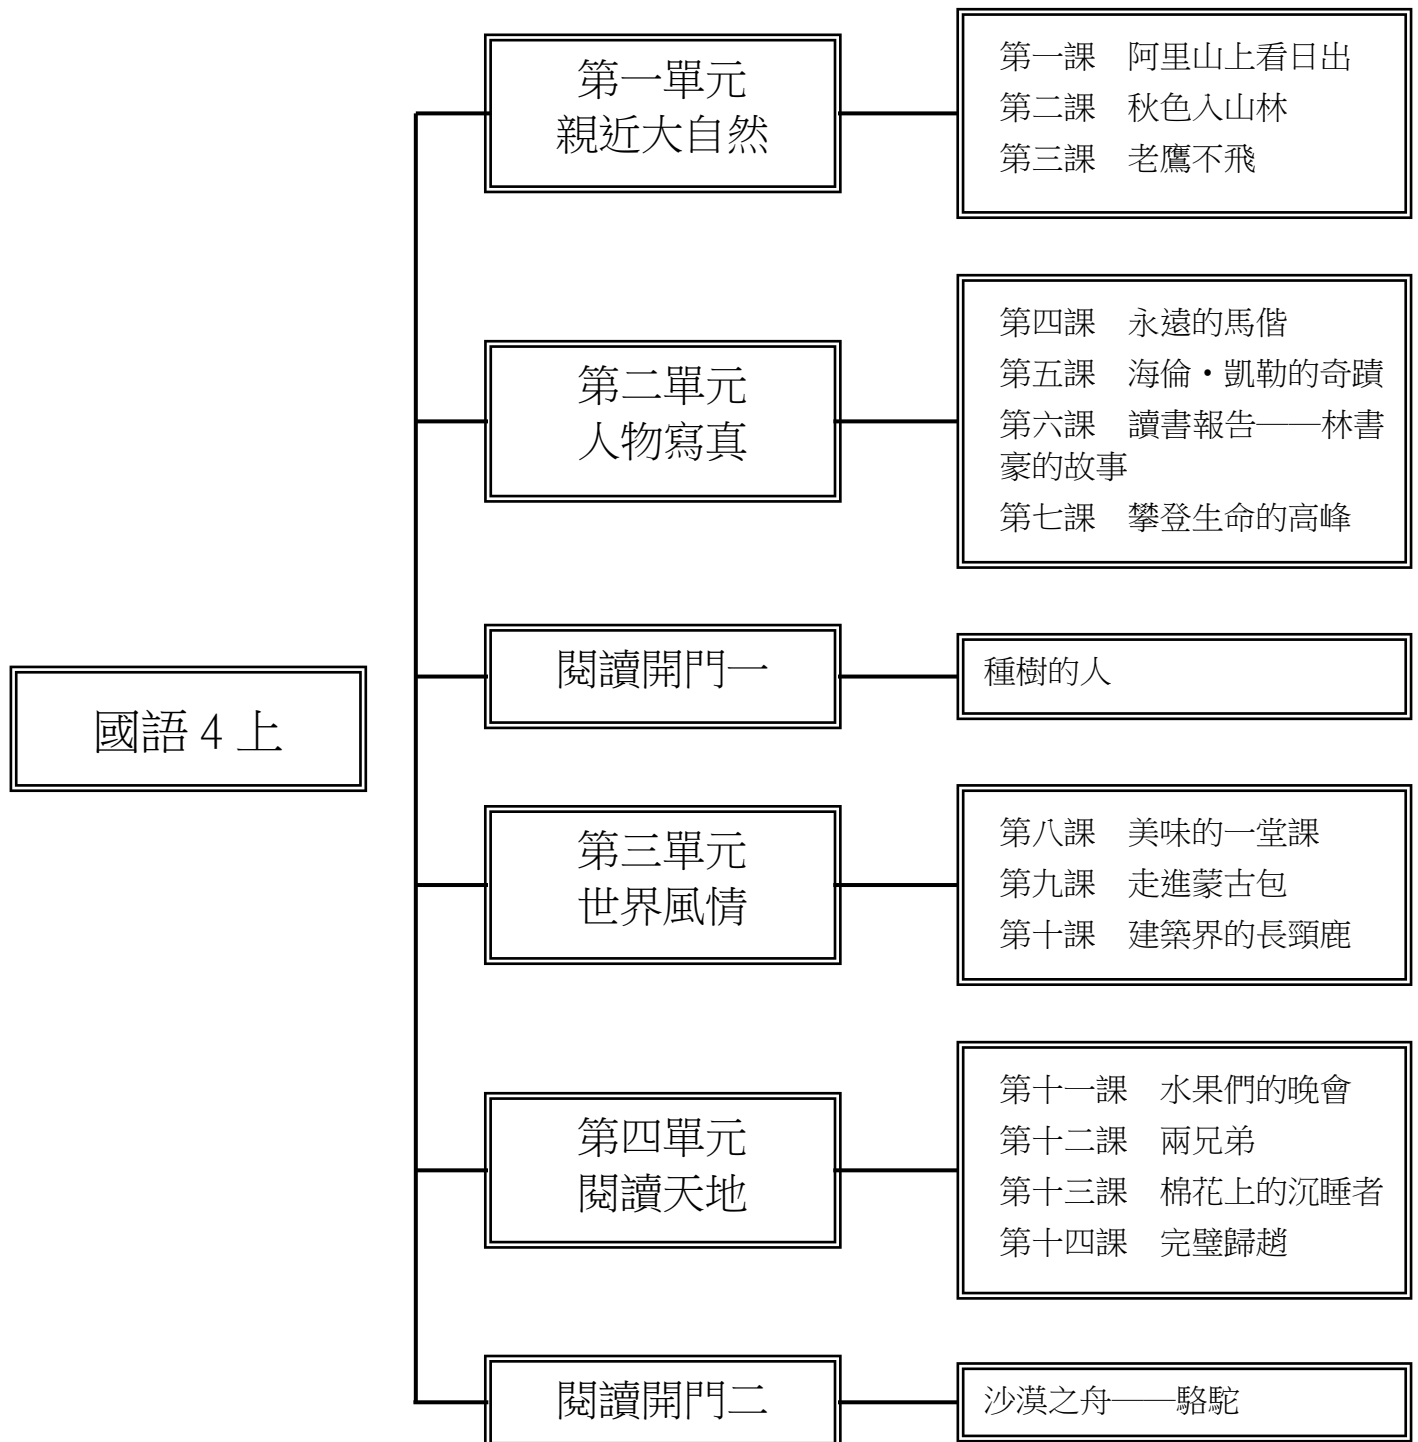 國語4上
第一單元
親近大自然
第一課 阿里山上看日出
第二課 秋色入山林
第三課 老鷹不飛
第二單元
人物寫真
第四課 永遠的馬偕
第五課 海倫・凱勒的奇蹟
第六課 讀書報告——林書
豪的故事
第七課 攀登生命的高峰
閱讀開門一
種樹的人
第三單元
世界風情
第八課 美味的一堂課
第九課 走進蒙古包
第十課 建築界的長頸鹿
第四單元
閱讀天地
第十一課 水果們的晚會
第十二課 兩兄弟
第十三課 棉花上的沉睡者
第十四課 完璧歸趙
閱讀開門二
沙漠之舟——駱駝